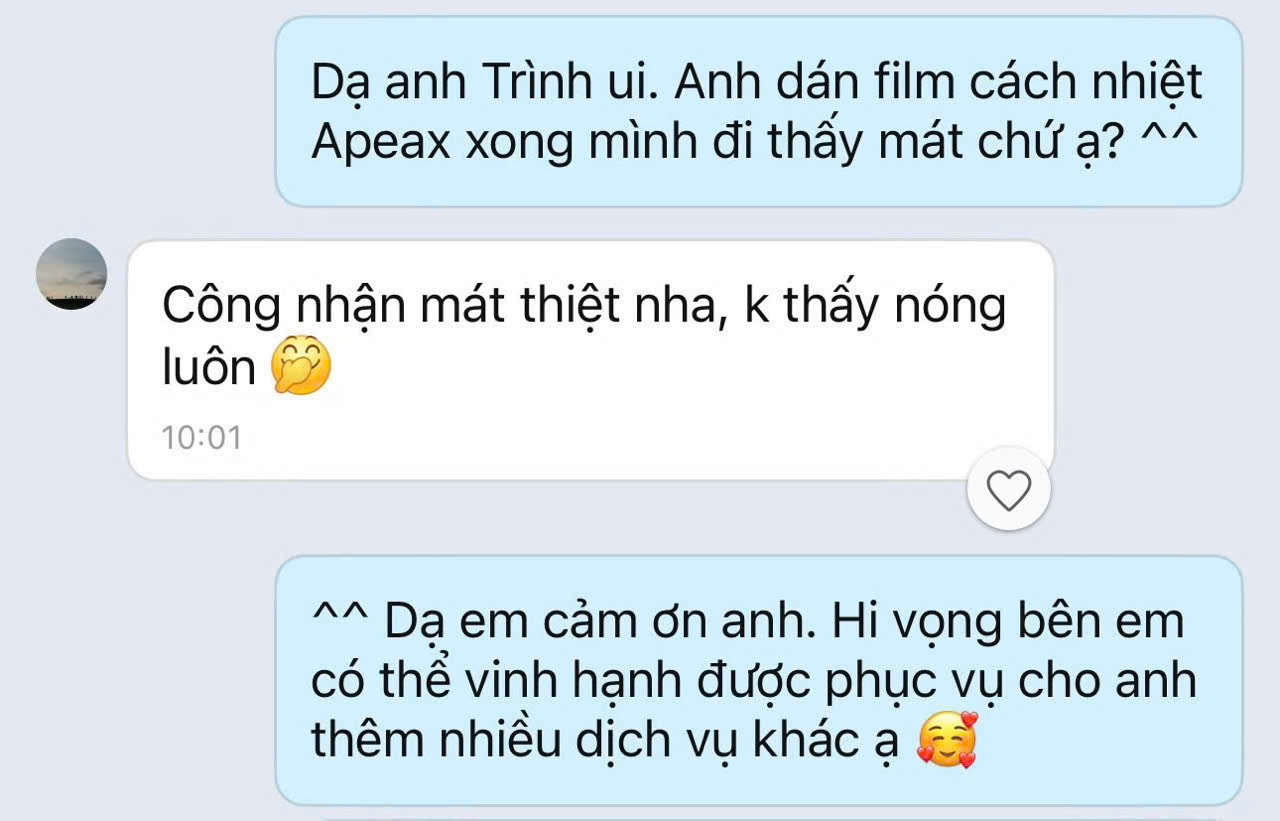 Dạ anh Trình ui. Anh dán film cách nhiệt
Apeax xong mình đi thấy mát chứ ạ? ^^
Công nhận mát thiệt nha, k thấy nóng
luôn 🤭
10:01
^^ Dạ em cảm ơn anh. Hi vọng bên em
có thể vinh hạnh được phục vụ cho anh
thêm nhiều dịch vụ khác ạ 🥰